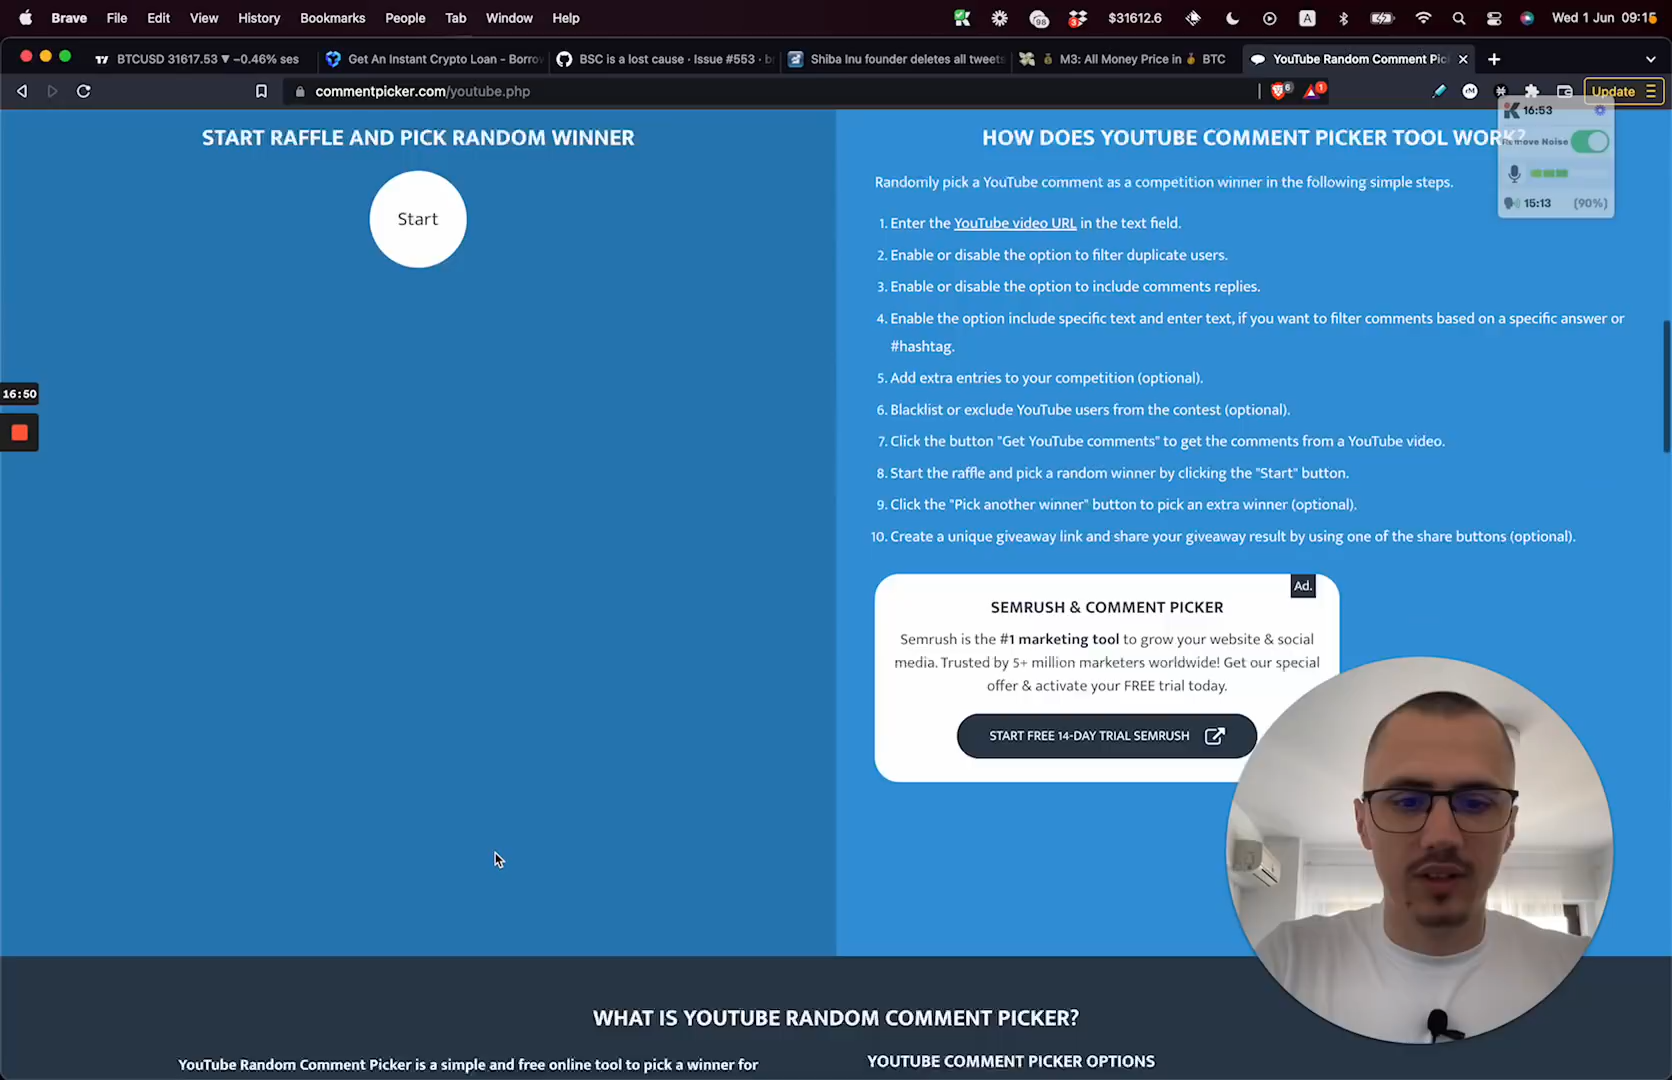 Brave File Edit View History Bookmarks People Tab Window Help
98 3 $31612.6 A Wed 1 Jun 09:15
BTCUSD 31617.53 ▼ −0.46% ses
Get An Instant Crypto Loan - Borrow
BSC is a lost cause · Issue #553 · b
Shiba Inu founder deletes all tweets
M3: All Money Price in BTC
YouTube Random Comment Pic
commentpicker.com/youtube.php
6 1 Update
16:53
Remove Noise
15:13 (90%)
16:50
START RAFFLE AND PICK RANDOM WINNER
Start
HOW DOES YOUTUBE COMMENT PICKER TOOL WORK?
Randomly pick a YouTube comment as a competition winner in the following simple steps.
1. Enter the YouTube video URL in the text field.
2. Enable or disable the option to filter duplicate users.
3. Enable or disable the option to include comments replies.
4. Enable the option include specific text and enter text, if you want to filter comments based on a specific answer or
#hashtag.
5. Add extra entries to your competition (optional).
6. Blacklist or exclude YouTube users from the contest (optional).
7. Click the button "Get YouTube comments" to get the comments from a YouTube video.
8. Start the raffle and pick a random winner by clicking the "Start" button.
9. Click the "Pick another winner" button to pick an extra winner (optional).
10. Create a unique giveaway link and share your giveaway result by using one of the share buttons (optional).
Ad.
SEMRUSH & COMMENT PICKER
Semrush is the #1 marketing tool to grow your website & social
media. Trusted by 5+ million marketers worldwide! Get our special
offer & activate your FREE trial today.
START FREE 14-DAY TRIAL SEMRUSH
WHAT IS YOUTUBE RANDOM COMMENT PICKER?
YouTube Random Comment Picker is a simple and free online tool to pick a winner for
YOUTUBE COMMENT PICKER OPTIONS